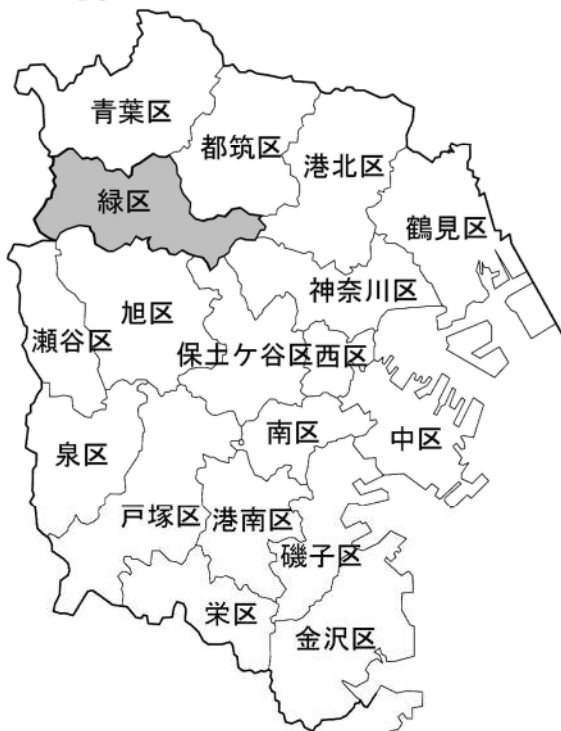 青葉区
都筑区
港北区
緑区
鶴見区
神奈川区
旭区
瀬谷区
保土ケ谷区
西区
南区
中区
泉区
戸塚区
港南区
磯子区
栄区
金沢区